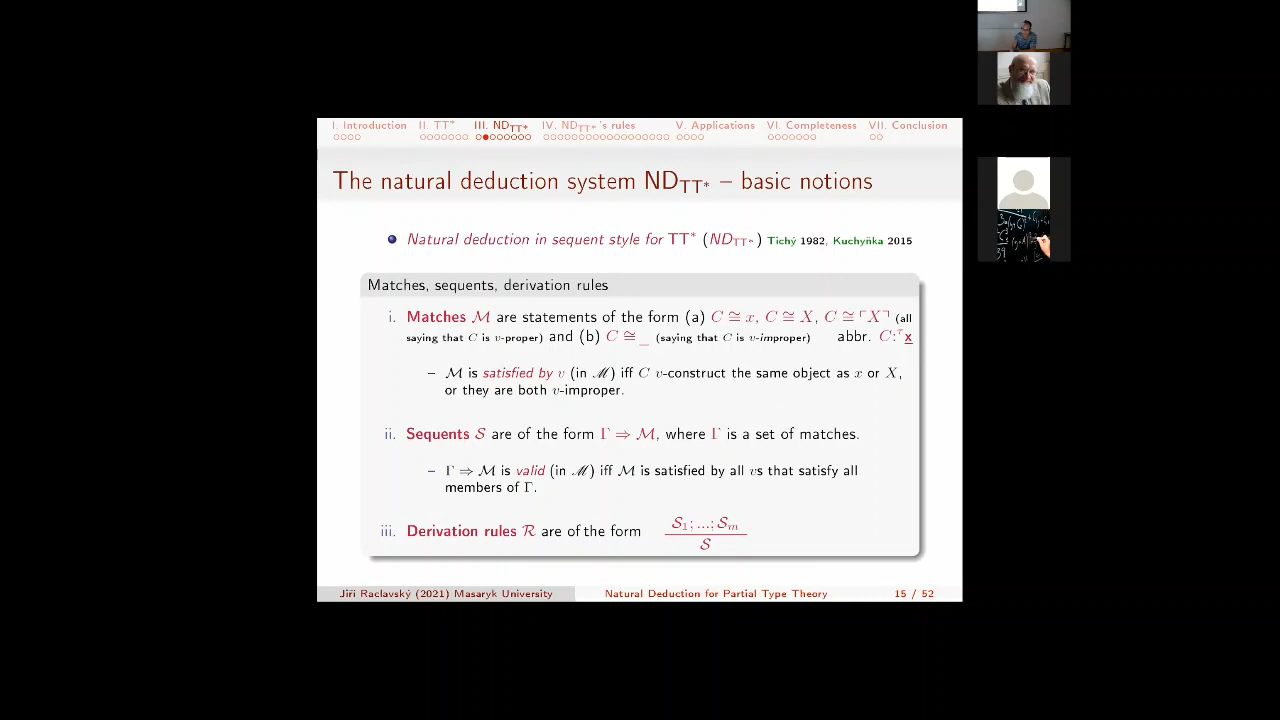 I. Introduction II. TT* III. ND_TT* IV. ND_TT*'s rules V. Applications VI. Completeness VII. Conclusion
The natural deduction system ND_TT* – basic notions
Natural deduction in sequent style for TT* (ND_TT*) Tichý 1982, Kuchyňka 2015
Matches, sequents, derivation rules
i. Matches ℳ are statements of the form (a) C ≅ x, C ≅ X, C ≅ ⌜X⌝ (all
saying that C is v-proper) and (b) C ≅ _ (saying that C is v-improper) abbr. C:^τ x
– ℳ is satisfied by v (in ℳ) iff C v-construct the same object as x or X,
or they are both v-improper.
ii. Sequents 𝒮 are of the form Γ ⇒ ℳ, where Γ is a set of matches.
– Γ ⇒ ℳ is valid (in ℳ) iff ℳ is satisfied by all vs that satisfy all
members of Γ.
iii. Derivation rules ℛ are of the form 𝒮₁; ...; 𝒮ₘ
𝒮
Jiří Raclavský (2021) Masaryk University Natural Deduction for Partial Type Theory 15 / 52